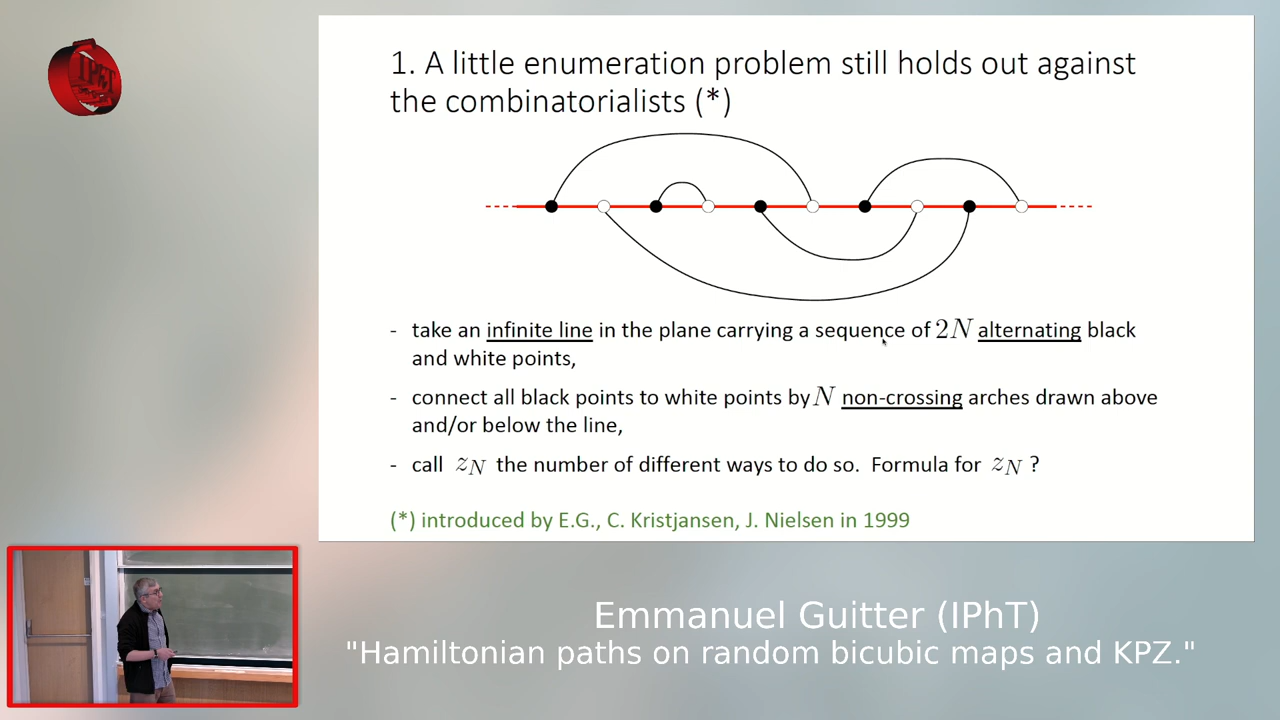 1. A little enumeration problem still holds out against
the combinatorialists (*)
- take an infinite line in the plane carrying a sequence of 2N alternating black
and white points,
- connect all black points to white points by N non-crossing arches drawn above
and/or below the line,
- call z_N the number of different ways to do so. Formula for z_N ?
(*) introduced by E.G., C. Kristjansen, J. Nielsen in 1999
Emmanuel Guitter (IPhT)
"Hamiltonian paths on random bicubic maps and KPZ."